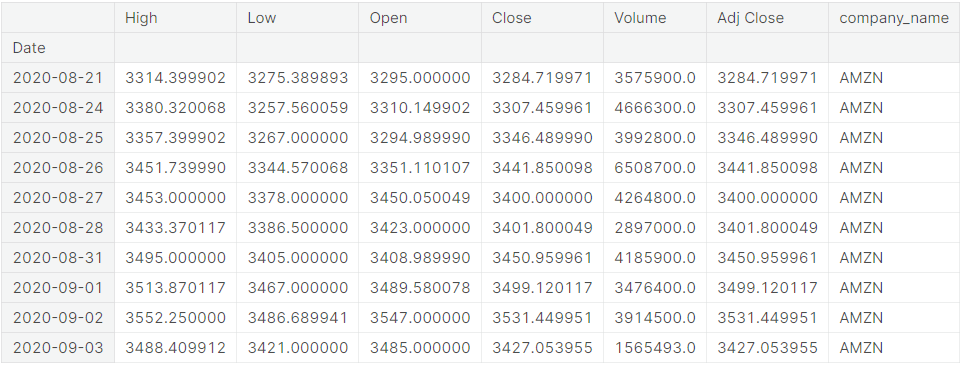 High Low Open Close Volume Adj Close company_name
Date
2020-08-21 3314.399902 3275.389893 3295.000000 3284.719971 3575900.0 3284.719971 AMZN
2020-08-24 3380.320068 3257.560059 3310.149902 3307.459961 4666300.0 3307.459961 AMZN
2020-08-25 3357.399902 3267.000000 3294.989990 3346.489990 3992800.0 3346.489990 AMZN
2020-08-26 3451.739990 3344.570068 3351.110107 3441.850098 6508700.0 3441.850098 AMZN
2020-08-27 3453.000000 3378.000000 3450.050049 3400.000000 4264800.0 3400.000000 AMZN
2020-08-28 3433.370117 3386.500000 3423.000000 3401.800049 2897000.0 3401.800049 AMZN
2020-08-31 3495.000000 3405.000000 3408.989990 3450.959961 4185900.0 3450.959961 AMZN
2020-09-01 3513.870117 3467.000000 3489.580078 3499.120117 3476400.0 3499.120117 AMZN
2020-09-02 3552.250000 3486.689941 3547.000000 3531.449951 3914500.0 3531.449951 AMZN
2020-09-03 3488.409912 3421.000000 3485.000000 3427.053955 1565493.0 3427.053955 AMZN